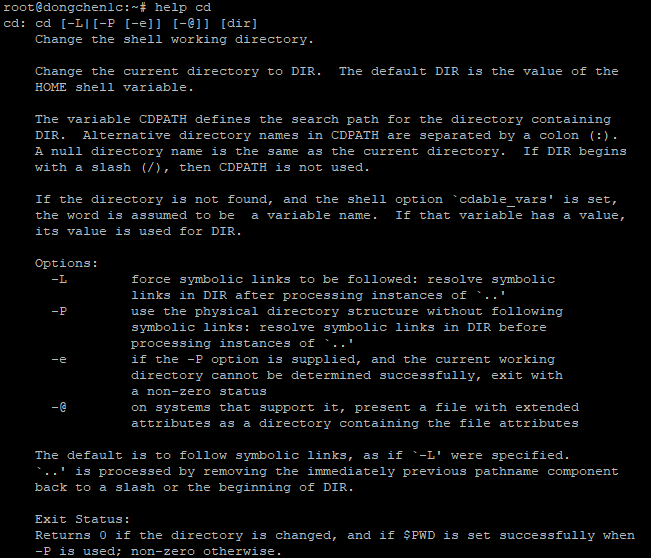 root@dongchenlc:~# help cd
cd: cd [-L|[-P [-e]] [-@]] [dir]
Change the shell working directory.
Change the current directory to DIR.  The default DIR is the value of the
HOME shell variable.
The variable CDPATH defines the search path for the directory containing
DIR.  Alternative directory names in CDPATH are separated by a colon (:).
A null directory name is the same as the current directory.  If DIR begins
with a slash (/), then CDPATH is not used.
If the directory is not found, and the shell option `cdable_vars' is set,
the word is assumed to be  a variable name.  If that variable has a value,
its value is used for DIR.
Options:
-L        force symbolic links to be followed: resolve symbolic
links in DIR after processing instances of `..'
-P        use the physical directory structure without following
symbolic links: resolve symbolic links in DIR before
processing instances of `..'
-e        if the -P option is supplied, and the current working
directory cannot be determined successfully, exit with
a non-zero status
-@        on systems that support it, present a file with extended
attributes as a directory containing the file attributes
The default is to follow symbolic links, as if `-L' were specified.
`..' is processed by removing the immediately previous pathname component
back to a slash or the beginning of DIR.
Exit Status:
Returns 0 if the directory is changed, and if $PWD is set successfully when
-P is used; non-zero otherwise.